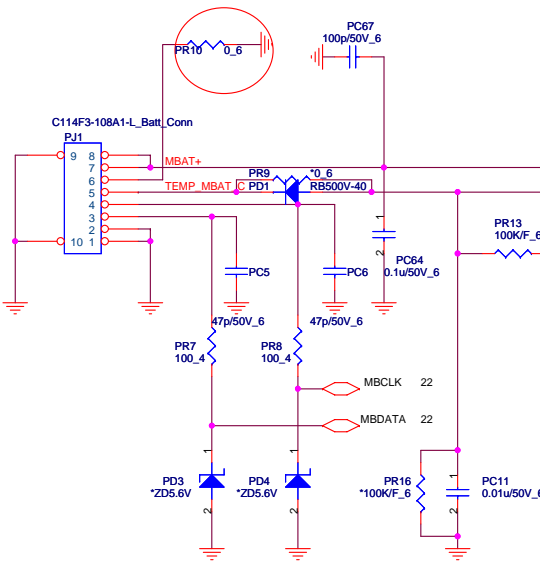 PC67
100p/50V_6
PR10 0_6
C114F3-108A1-L_Batt_Conn
PJ1
9 8
7 MBAT+
6 PR9 *0_6
5 TEMP_MBAT_C PD1 RB500V-40
4
3
2
10 1
1
2
PC64
0.1u/50V_6
PR13
100K/F_6
PC5
PC6
47p/50V_6
47p/50V_6
PR7
100_4
PR8
100_4
MBCLK 22
MBDATA 22
1
PD3
*ZD5.6V
2
1
PD4
*ZD5.6V
2
PR16
*100K/F_6
1
PC11
0.01u/50V_6
2